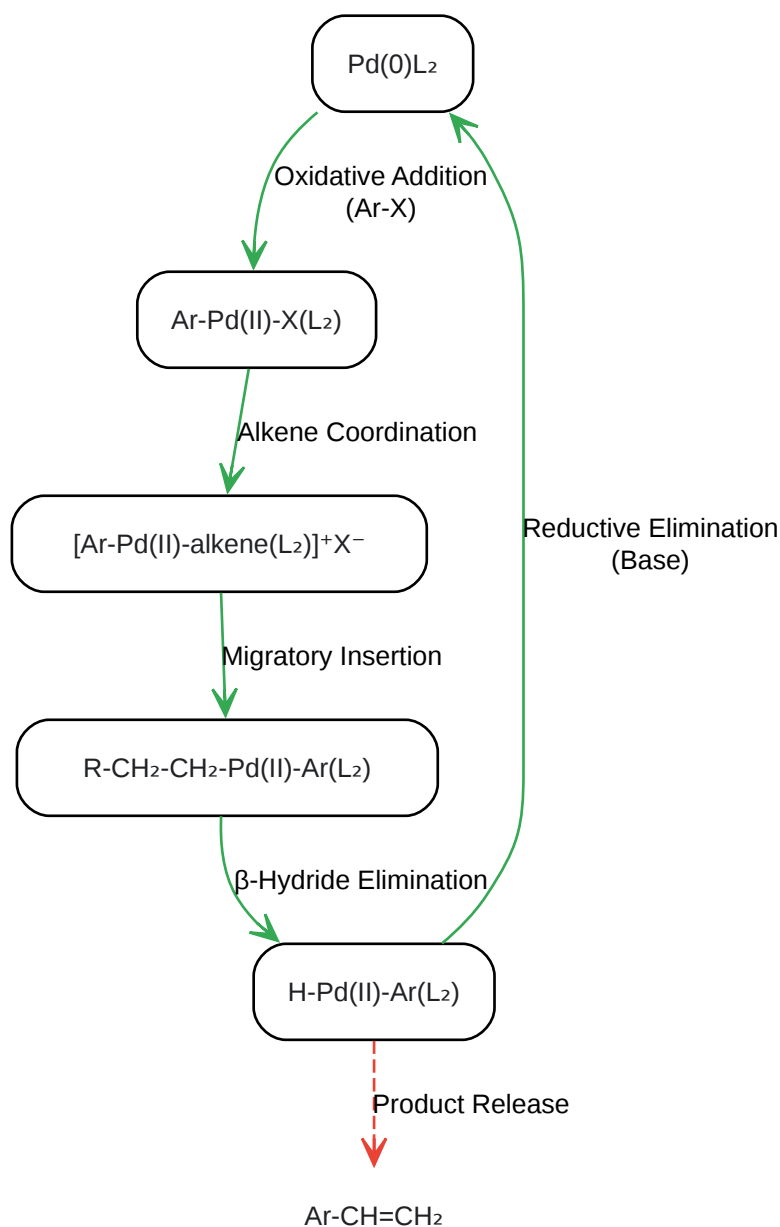 Pd(0)L₂
Oxidative Addition
(Ar-X)
Ar-Pd(II)-X(L₂)
Alkene Coordination
[Ar-Pd(II)-alkene(L₂)]⁺X⁻
Reductive Elimination
(Base)
Migratory Insertion
R-CH₂-CH₂-Pd(II)-Ar(L₂)
β-Hydride Elimination
H-Pd(II)-Ar(L₂)
Product Release
Ar-CH=CH₂